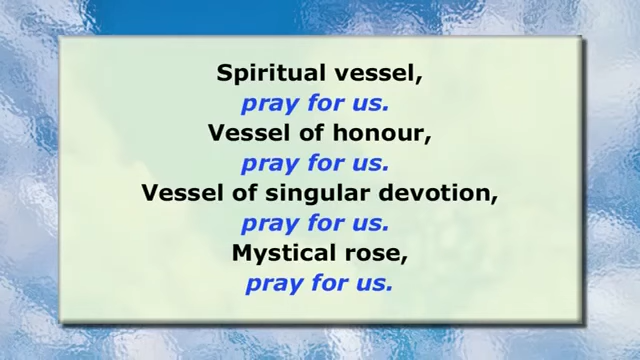 Spiritual vessel,
pray for us.
Vessel of honour,
pray for us.
Vessel of singular devotion,
pray for us.
Mystical rose,
pray for us.